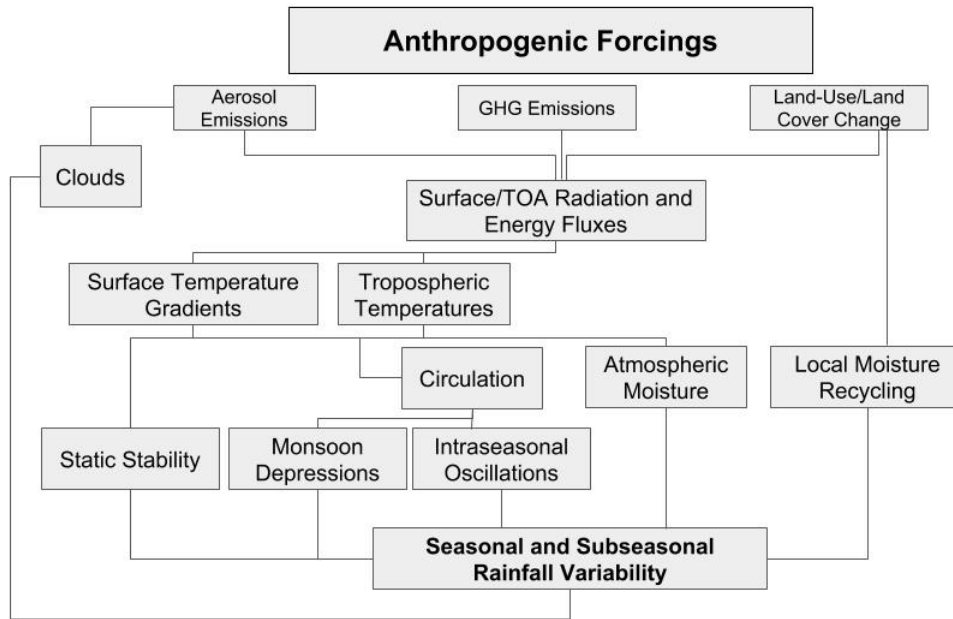 Anthropogenic Forcings
Aerosol
Emissions
GHG Emissions
Land-Use/Land
Cover Change
Clouds
Surface/TOA Radiation and
Energy Fluxes
Surface Temperature
Gradients
Tropospheric
Temperatures
Circulation
Atmospheric
Moisture
Local Moisture
Recycling
Static Stability
Monsoon
Depressions
Intraseasonal
Oscillations
Seasonal and Subseasonal
Rainfall Variability